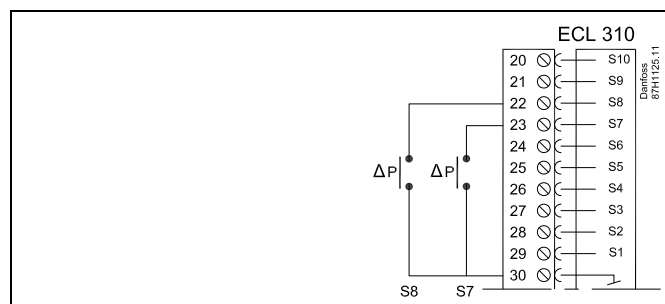 ECL 310
20 S10
21 S9
22 S8
23 S7
24 S6
25 S5
26 S4
27 S3
28 S2
29 S1
30
ΔP ΔP
S8 S7
Danfoss
87H1125.11